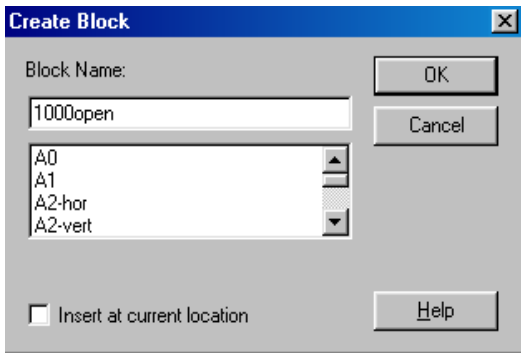 Create Block
Block Name:
OK
1000open
Cancel
A0
A1
A2-hor
A2-vert
Insert at current location
Help